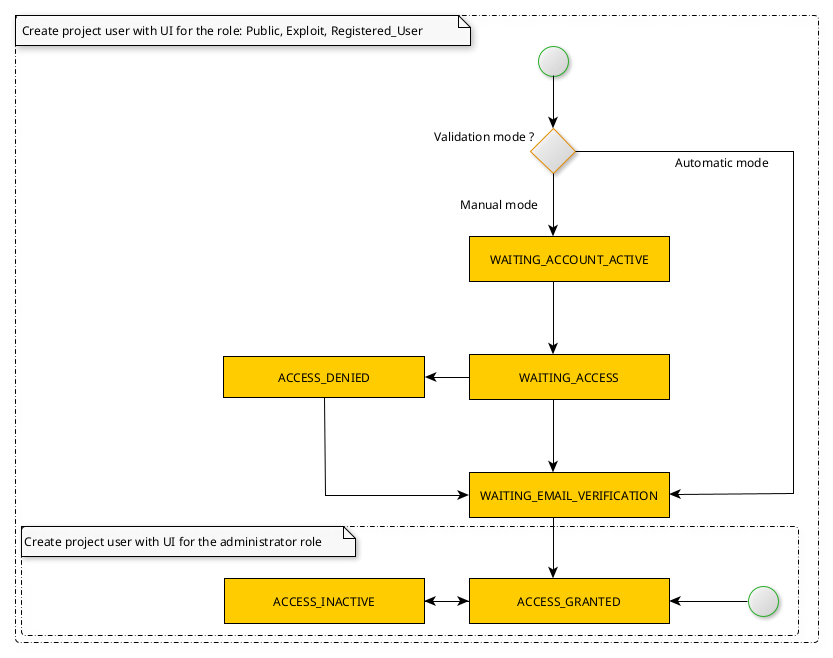 Create project user with UI for the role: Public, Exploit, Registered_User
Validation mode ?
Automatic mode
Manual mode
WAITING_ACCOUNT_ACTIVE
ACCESS_DENIED
WAITING_ACCESS
WAITING_EMAIL_VERIFICATION
Create project user with UI for the administrator role
ACCESS_INACTIVE
ACCESS_GRANTED